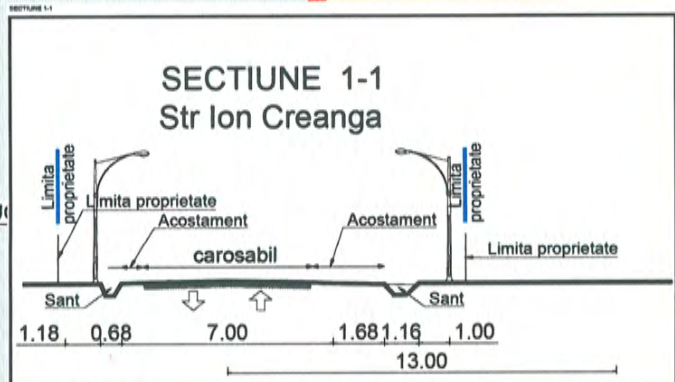 SECTIUNE 1-1
SECTIUNE 1-1
Str Ion Creanga
Limita
proprietate
Limita
proprietate
Limita proprietate
Acostament
Acostament
carosabil
Limita proprietate
Sant
Sant
1.18 0.68 7.00 1.68 1.16 1.00
13.00